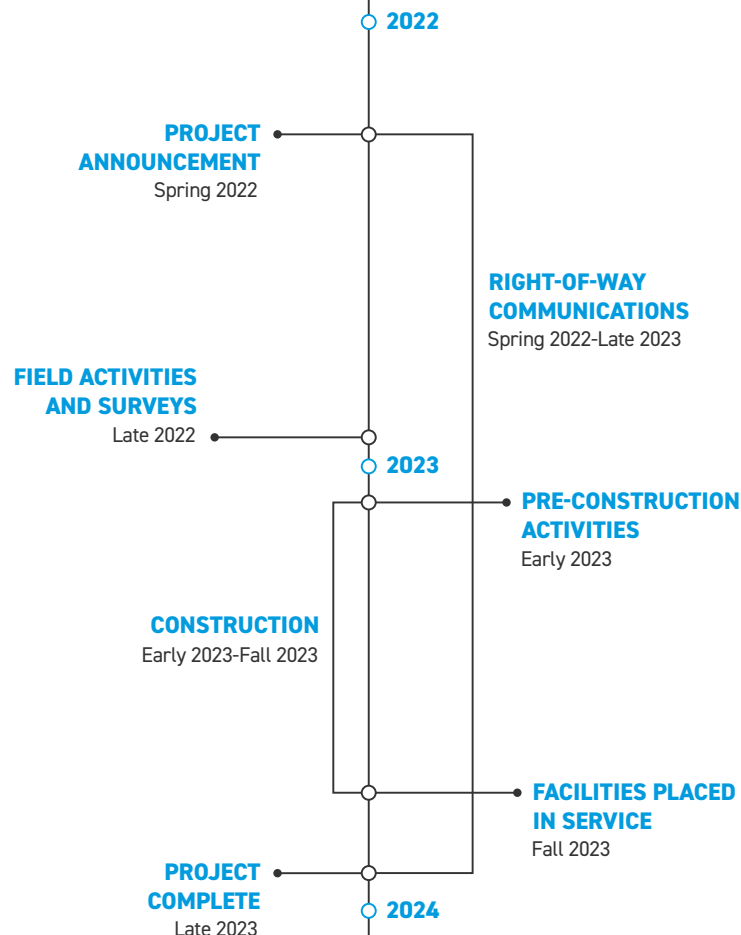 2022
PROJECT
ANNOUNCEMENT
Spring 2022
RIGHT-OF-WAY
COMMUNICATIONS
Spring 2022-Late 2023
FIELD ACTIVITIES
AND SURVEYS
Late 2022
2023
PRE-CONSTRUCTION
ACTIVITIES
Early 2023
CONSTRUCTION
Early 2023-Fall 2023
FACILITIES PLACED
IN SERVICE
Fall 2023
PROJECT
COMPLETE
Late 2023
2024